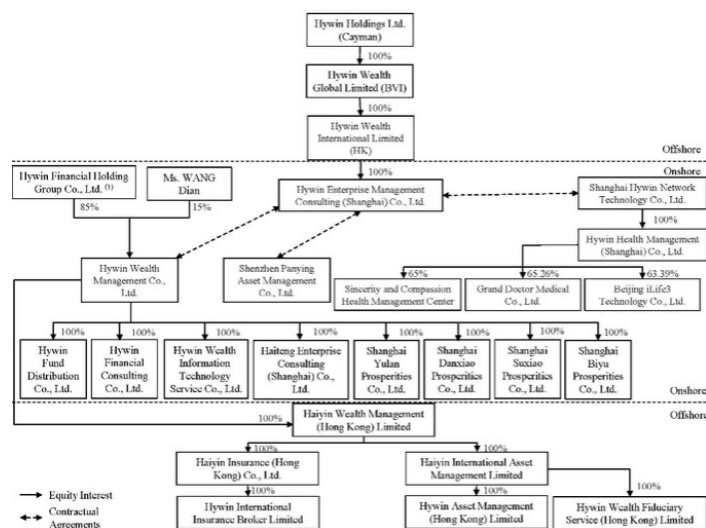 Hywin Holdings Ltd.
(Cayman)
100%
Hywin Wealth
Global Limited (BVI)
100%
Hywin Wealth
International Limited
(HK)
Offshore
100%
Onshore
Hywin Financial Holding
Group Co., Ltd. (1)
Ms. WANG
Dian
Hywin Enterprise Management
Consulting (Shanghai) Co., Ltd.
Shanghai Hywin Network
Technology Co., Ltd.
85%
15%
100%
Hywin Health Management
(Shanghai) Co., Ltd.
Hywin Wealth
Management Co.,
Ltd.
Shenzhen Panying
Asset Management
Co., Ltd.
65%
65.26%
63.39%
Sincerity and Compassion
Health Management Center
Grand Doctor Medical
Co., Ltd.
Beijing iLife3
Technology Co., Ltd.
100%
100%
100%
100%
100%
100%
100%
100%
Hywin
Fund
Distribution
Co., Ltd.
Hywin
Financial
Consulting
Co., Ltd.
Hywin Wealth
Information
Technology
Service Co., Ltd.
Haiteng Enterprise
Consulting
(Shanghai) Co.,
Ltd.
Shanghai
Yulan
Prosperities
Co., Ltd.
Shanghai
Danxiao
Prosperities
Co., Ltd.
Shanghai
Suxiao
Prosperities
Co., Ltd.
Shanghai
Biyu
Prosperities
Co., Ltd.
Onshore
Offshore
100%
Haiyin Wealth Management
(Hong Kong) Limited
100%
100%
Haiyin Insurance (Hong
Kong) Co., Ltd.
Haiyin International Asset
Management Limited
100%
100%
100%
Hywin International
Insurance Broker Limited
Hywin Asset Management
(Hong Kong) Limited
Hywin Wealth Fiduciary
Service (Hong Kong) Limited
Equity Interest
Contractual
Agreements